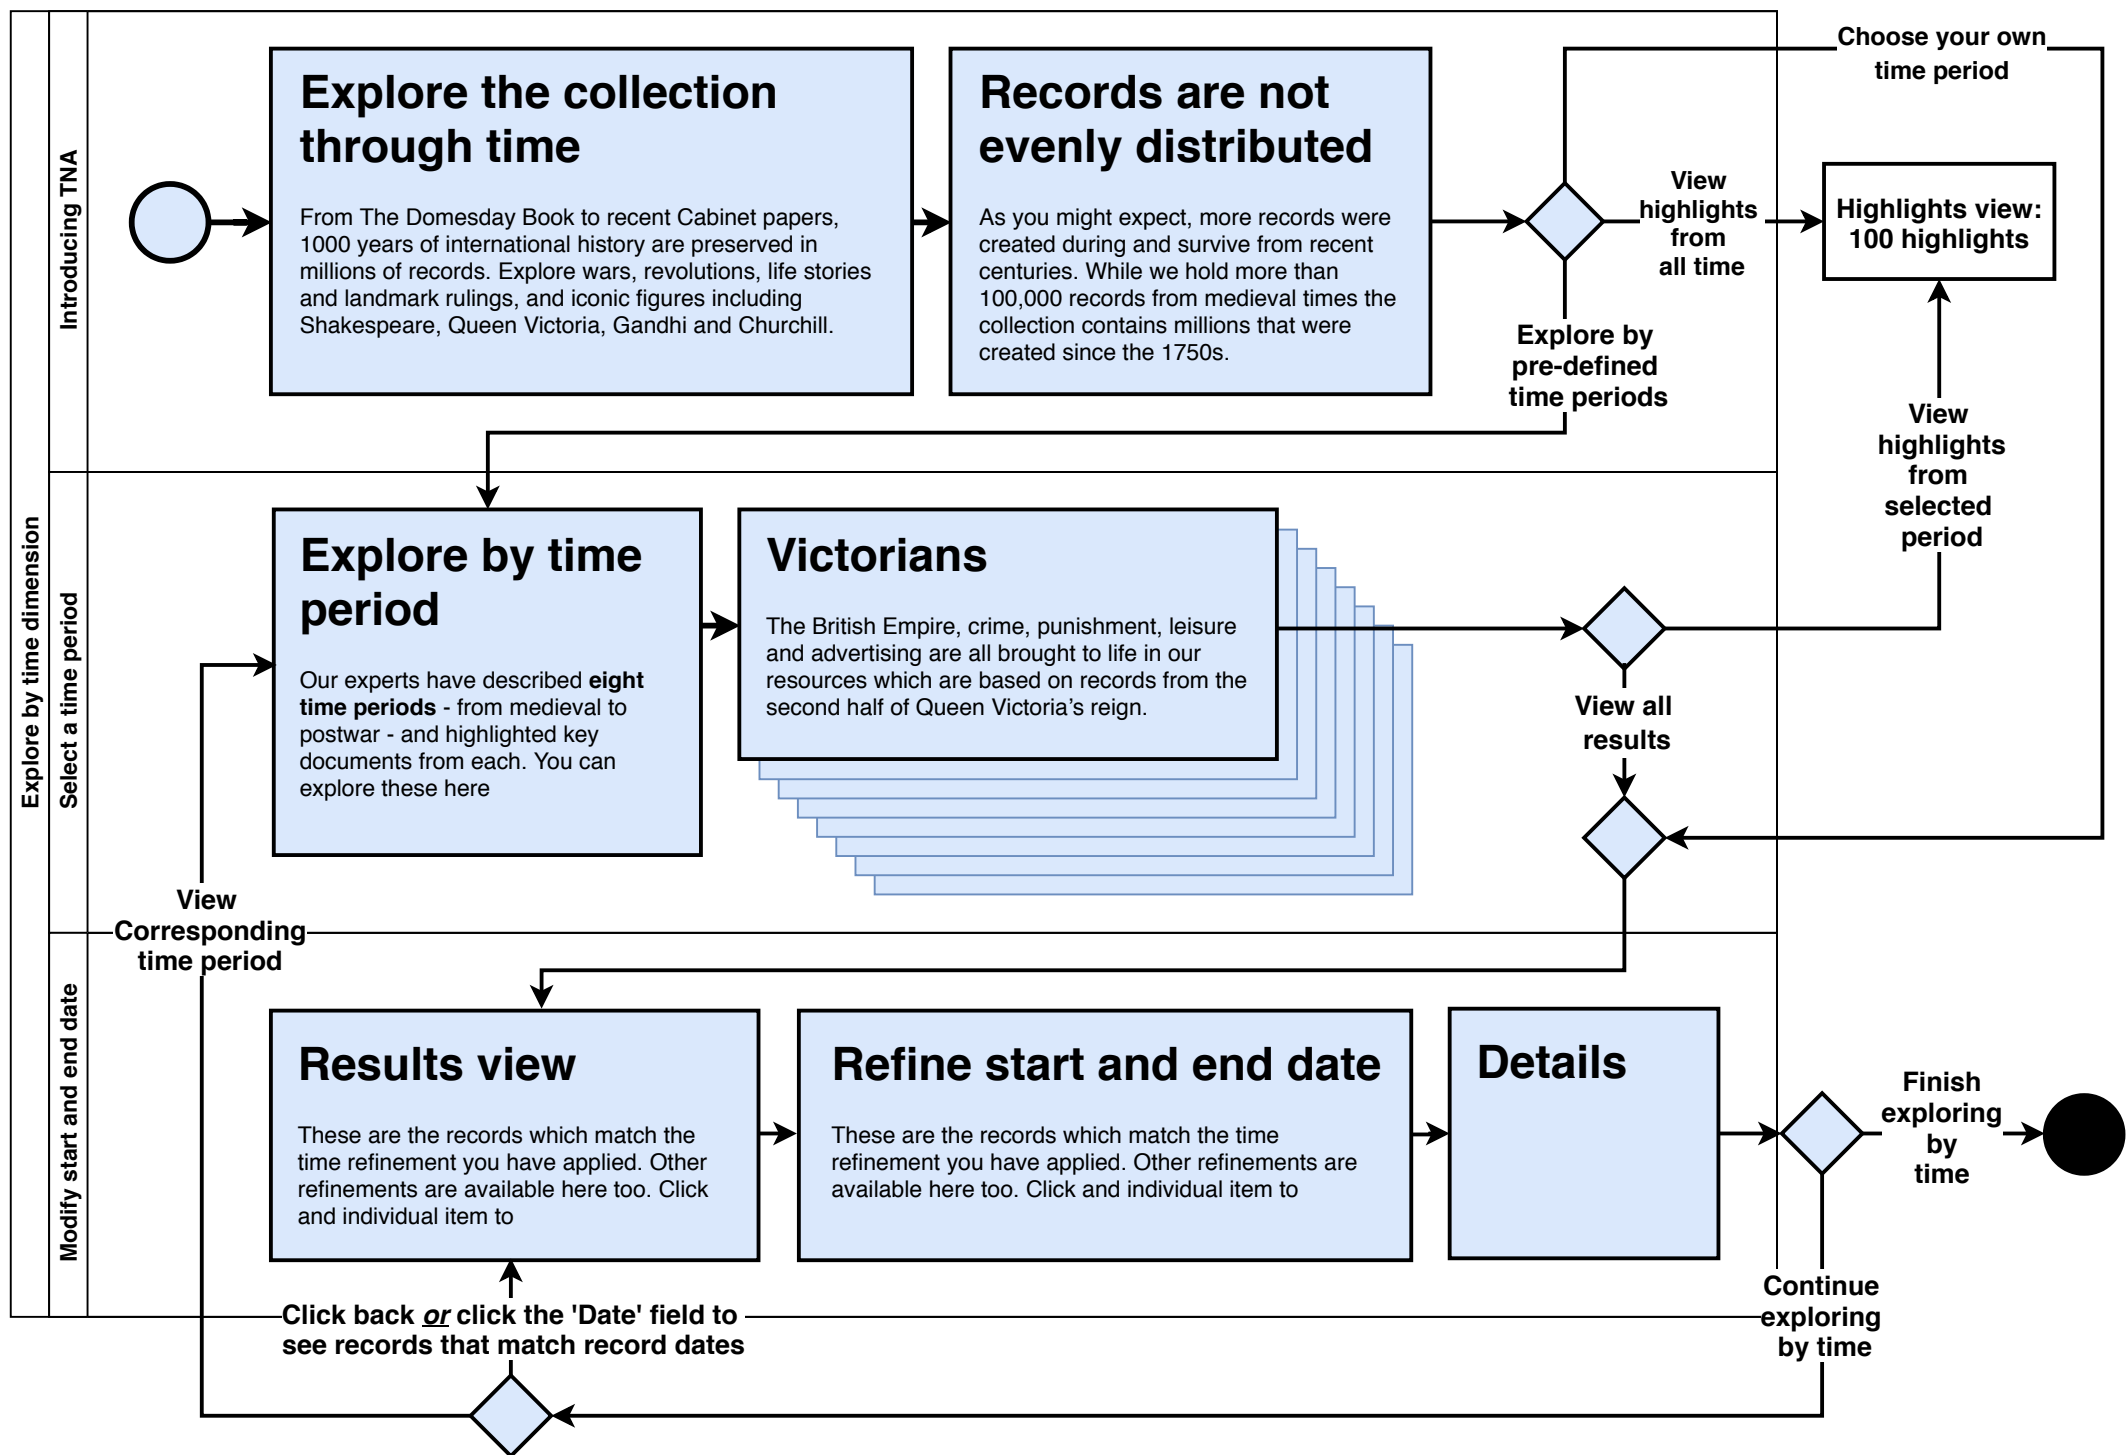 Explore by time dimension
Introducing TNA
Explore the collection
through time
From The Domesday Book to recent Cabinet papers,
1000 years of international history are preserved in
millions of records. Explore wars, revolutions, life stories
and landmark rulings, and iconic figures including
Shakespeare, Queen Victoria, Gandhi and Churchill.
Records are not
evenly distributed
As you might expect, more records were
created during and survive from recent
centuries. While we hold more than
100,000 records from medieval times the
collection contains millions that were
created since the 1750s.
Choose your own
time period
View
highlights
from
all time
Highlights view:
100 highlights
Explore by
pre-defined
time periods
View
highlights
from
selected
period
Select a time period
Explore by time
period
Our experts have described eight
time periods - from medieval to
postwar - and highlighted key
documents from each. You can
explore these here
Victorians
The British Empire, crime, punishment, leisure
and advertising are all brought to life in our
resources which are based on records from the
second half of Queen Victoria's reign.
View all
results
View
Corresponding
time period
Modify start and end date
Results view
These are the records which match the
time refinement you have applied. Other
refinements are available here too. Click
and individual item to
Refine start and end date
These are the records which match the time
refinement you have applied. Other refinements are
available here too. Click and individual item to
Details
Finish
exploring
by
time
Continue
exploring
by time
Click back or click the 'Date' field to
see records that match record dates